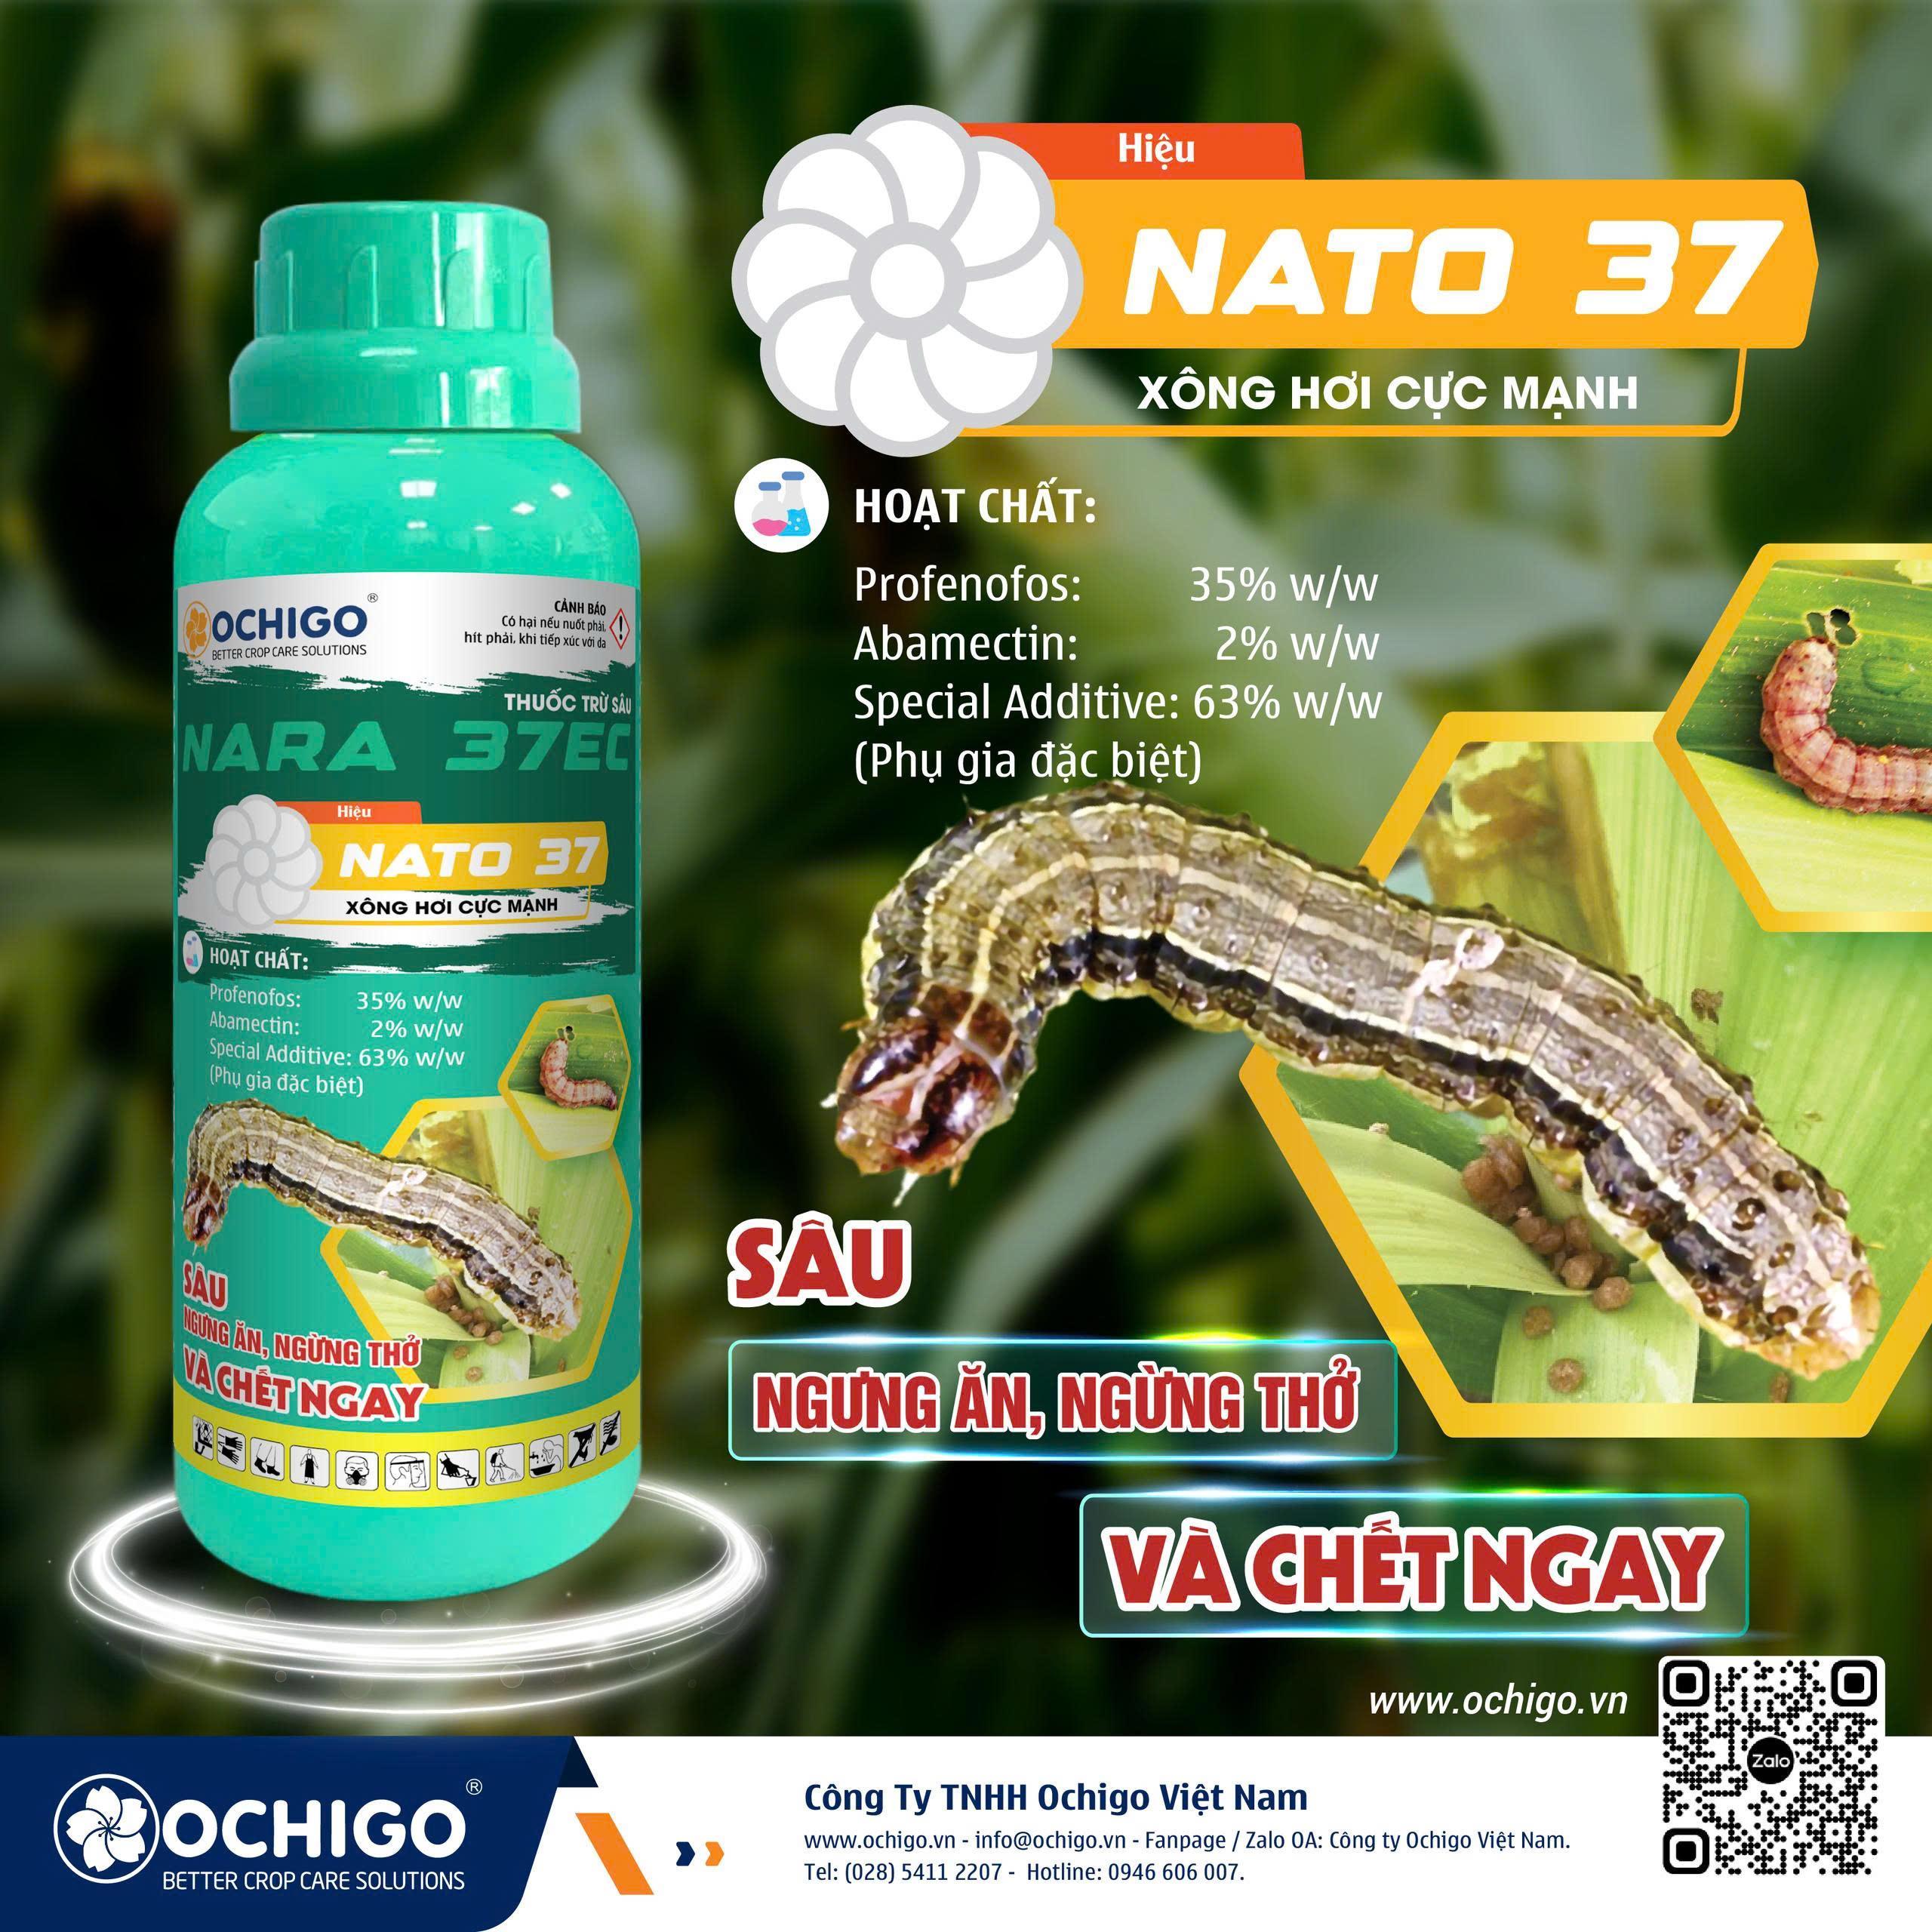 Hiệu
NATO 37
XÔNG HƠI CỰC MẠNH
HOẠT CHẤT:
Profenofos: 35% w/w
Abamectin: 2% w/w
Special Additive: 63% w/w
(Phụ gia đặc biệt)
OCHIGO®
BETTER CROP CARE SOLUTIONS
CẢNH BÁO
Có hại nếu nuốt phải,
hít phải, khi tiếp xúc với da
THUỐC TRỪ SÂU
NARA 37EC
Hiệu
NATO 37
XÔNG HƠI CỰC MẠNH
HOẠT CHẤT:
Profenofos: 35% w/w
Abamectin: 2% w/w
Special Additive: 63% w/w
(Phụ gia đặc biệt)
SÂU
NGƯNG ĂN, NGỪNG THỞ
VÀ CHẾT NGAY
SÂU
NGƯNG ĂN, NGỪNG THỞ
VÀ CHẾT NGAY
www.ochigo.vn
Zalo
OCHIGO®
BETTER CROP CARE SOLUTIONS
Công Ty TNHH Ochigo Việt Nam
www.ochigo.vn - info@ochigo.vn - Fanpage / Zalo OA: Công ty Ochigo Việt Nam.
Tel: (028) 5411 2207 - Hotline: 0946 606 007.